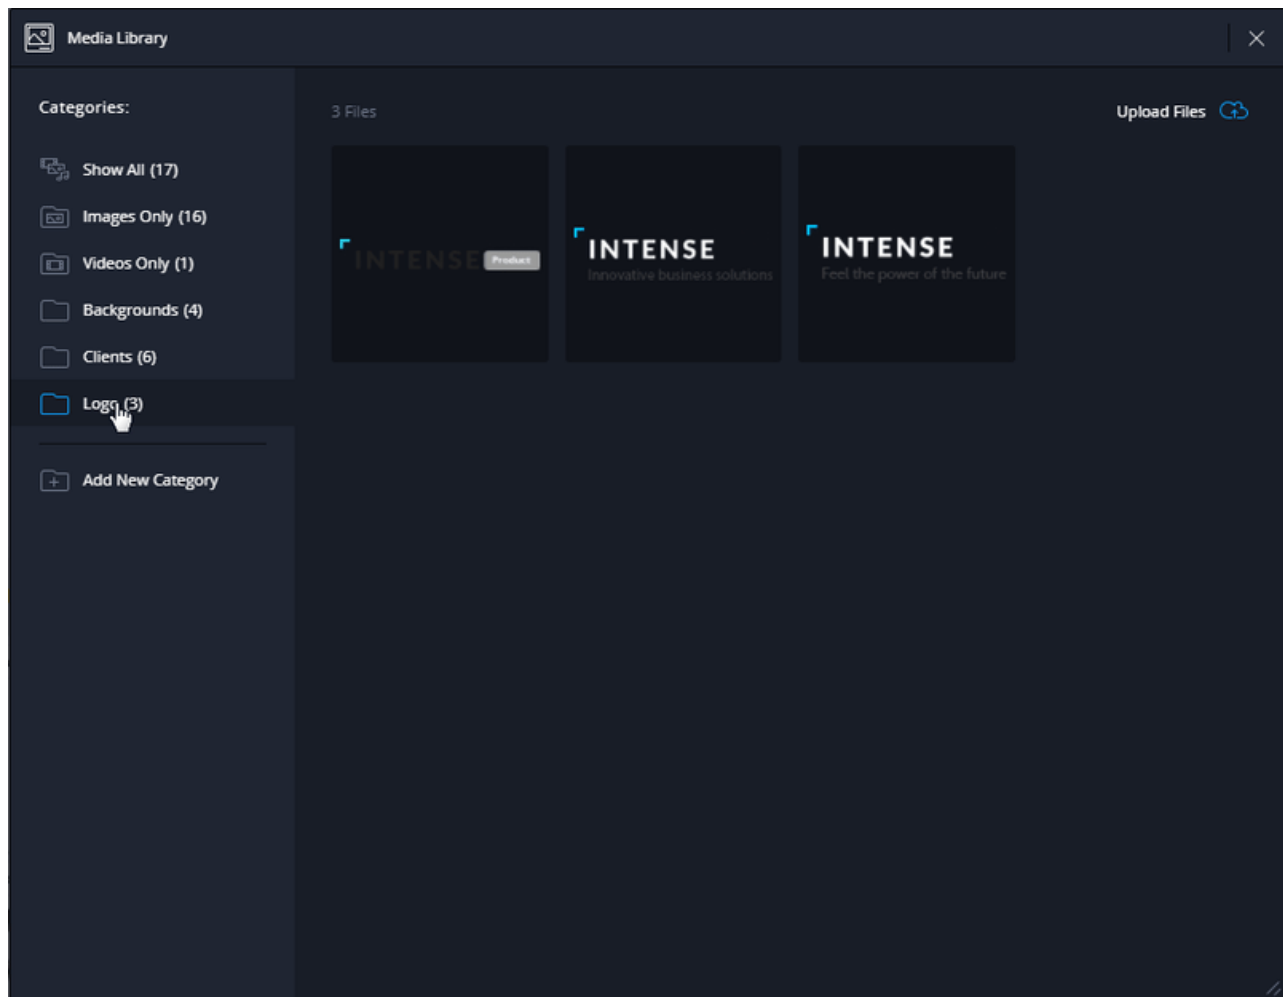 Media Library
Categories:
Show All (17)
Images Only (16)
Videos Only (1)
Backgrounds (4)
Clients (6)
Logo (3)
Add New Category
3 Files
Upload Files
INTENSE Product
INTENSE
Innovative business solutions
INTENSE
Feel the power of the future